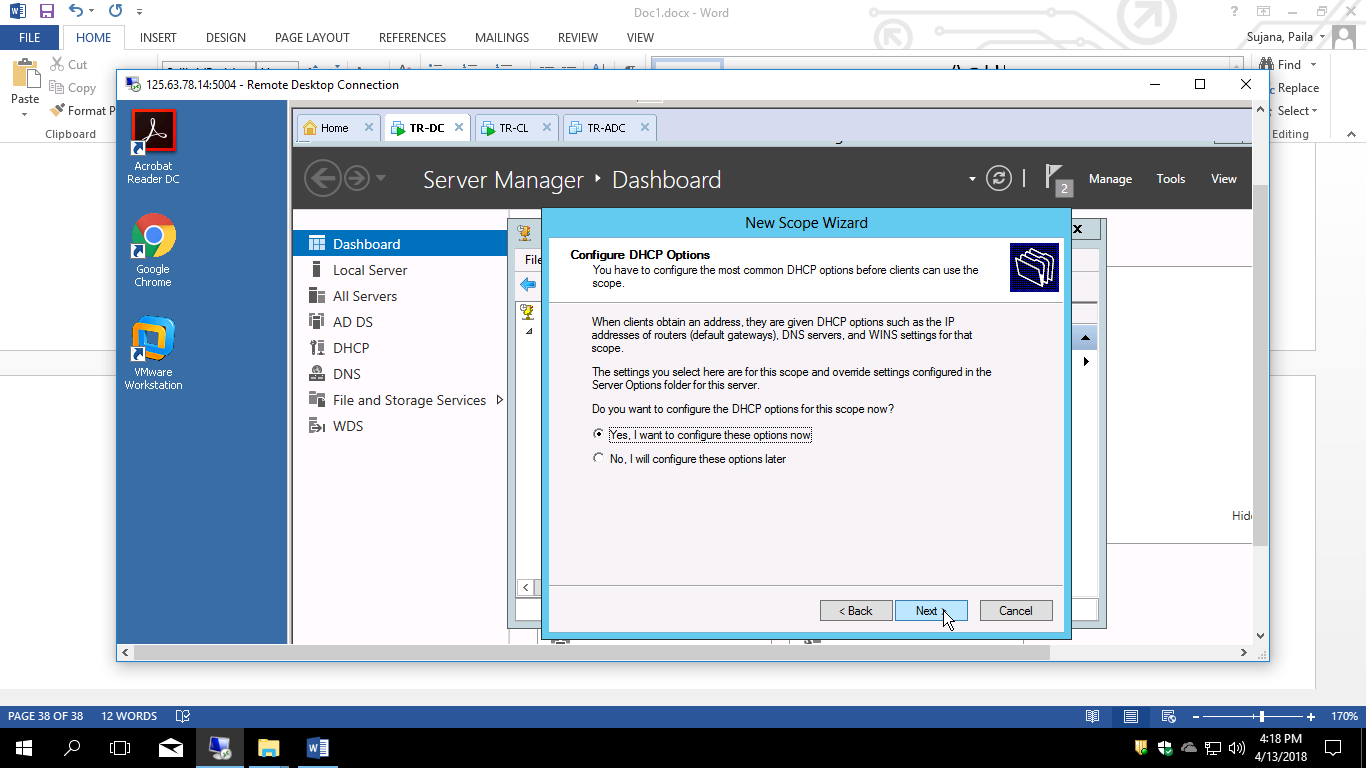 Doc1.docx - Word
FILE
HOME
INSERT
DESIGN
PAGE LAYOUT
REFERENCES
MAILINGS
REVIEW
VIEW
Sujana, Paila
Cut
Copy
Format P
Paste
Clipboard
Find
Replace
Select
Editing
125.63.78.14:5004 - Remote Desktop Connection
Acrobat
Reader DC
Google
Chrome
VMware
Workstation
Home
TR-DC
TR-CL
TR-ADC
Server Manager
Dashboard
2
Manage
Tools
View
Dashboard
Local Server
All Servers
AD DS
DHCP
DNS
File and Storage Services
WDS
File
Hide
New Scope Wizard
Configure DHCP Options
You have to configure the most common DHCP options before clients can use the
scope.
When clients obtain an address, they are given DHCP options such as the IP
addresses of routers (default gateways), DNS servers, and WINS settings for that
scope.
The settings you select here are for this scope and override settings configured in the
Server Options folder for this server.
Do you want to configure the DHCP options for this scope now?
Yes, I want to configure these options now
No, I will configure these options later
< Back
Next >
Cancel
PAGE 38 OF 38
12 WORDS
170%
4:18 PM
4/13/2018